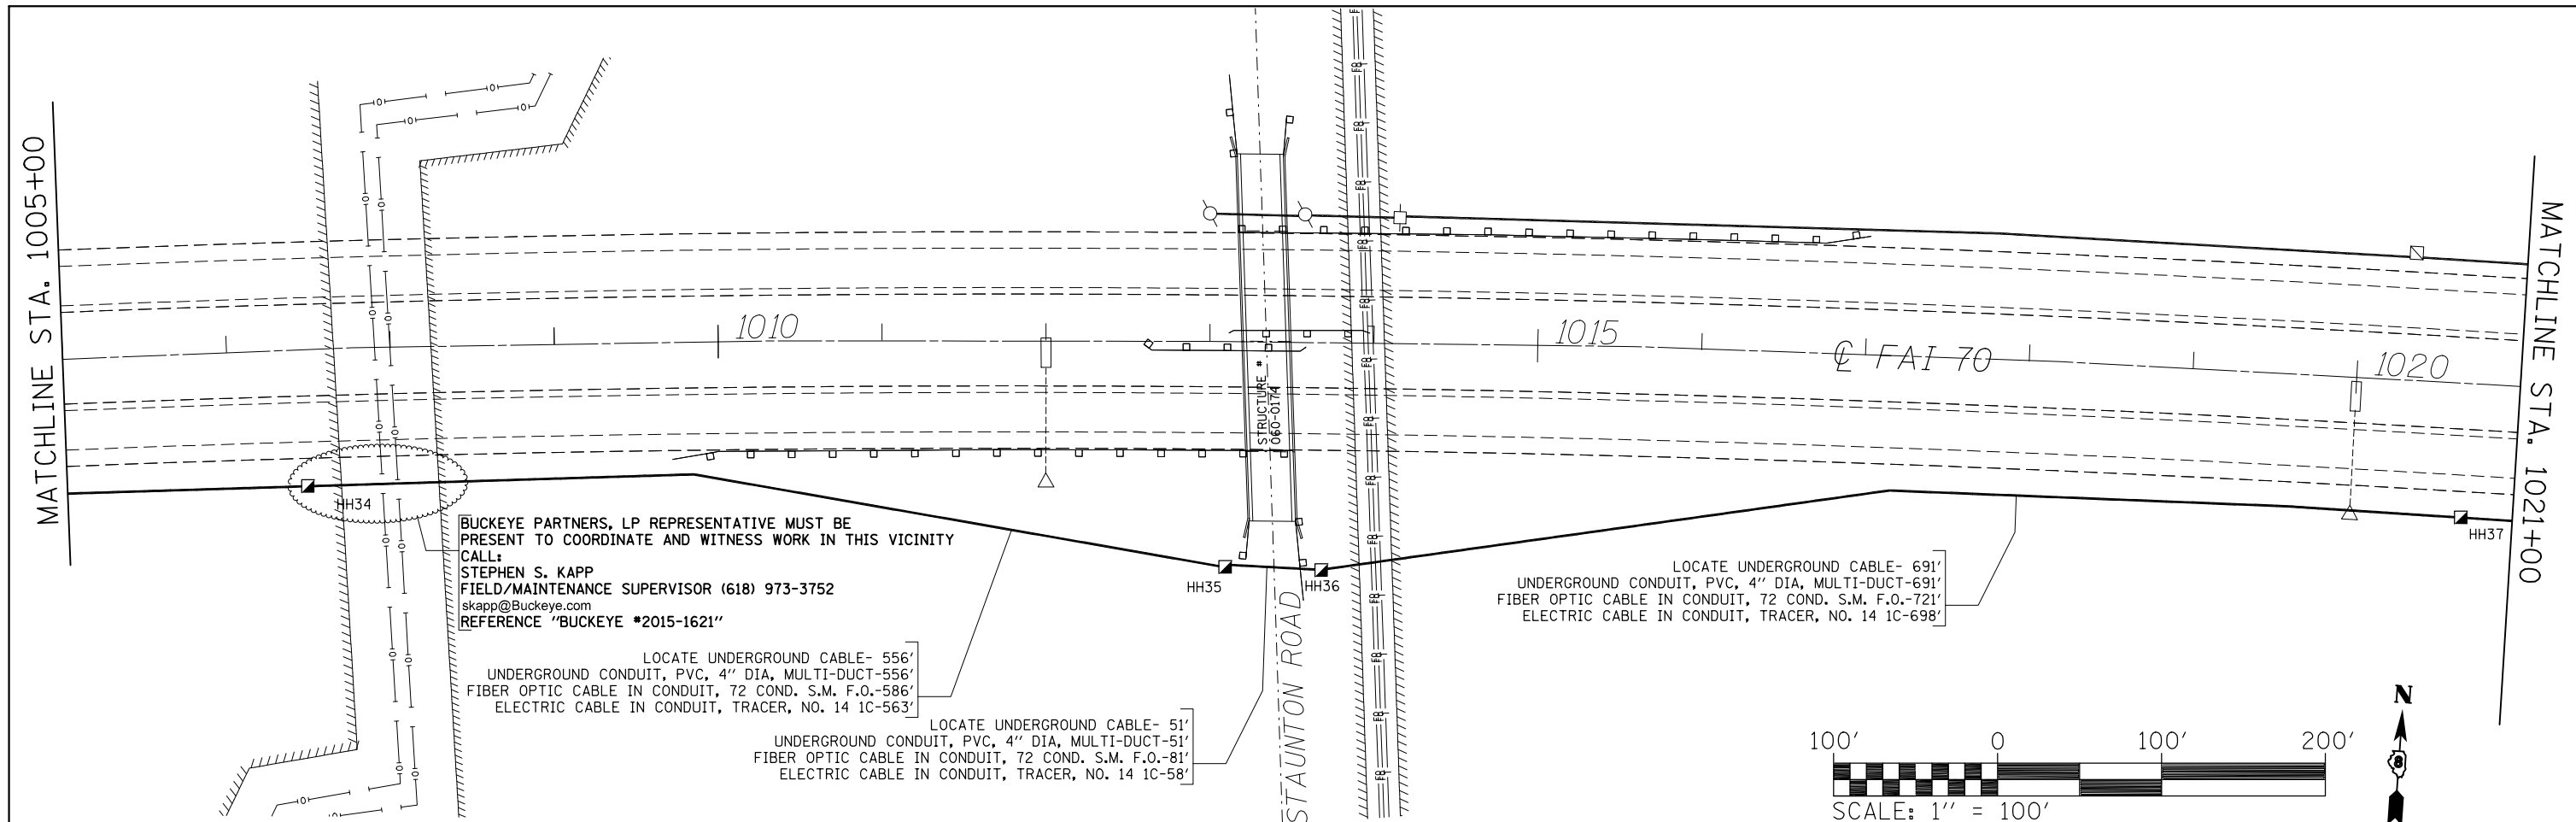 MATCHLINE STA. 1005+00
1010
1015
℄ FAI 70
1020
MATCHLINE STA. 1021+00
STRUCTURE #
060-0174
HH34
HH35
HH36
HH37
BUCKEYE PARTNERS, LP REPRESENTATIVE MUST BE
PRESENT TO COORDINATE AND WITNESS WORK IN THIS VICINITY
CALL:
STEPHEN S. KAPP
FIELD/MAINTENANCE SUPERVISOR (618) 973-3752
skapp@Buckeye.com
REFERENCE "BUCKEYE #2015-1621"
LOCATE UNDERGROUND CABLE- 556'
UNDERGROUND CONDUIT, PVC, 4" DIA, MULTI-DUCT-556'
FIBER OPTIC CABLE IN CONDUIT, 72 COND. S.M. F.O.-586'
ELECTRIC CABLE IN CONDUIT, TRACER, NO. 14 1C-563'
LOCATE UNDERGROUND CABLE- 51'
UNDERGROUND CONDUIT, PVC, 4" DIA, MULTI-DUCT-51'
FIBER OPTIC CABLE IN CONDUIT, 72 COND. S.M. F.O.-81'
ELECTRIC CABLE IN CONDUIT, TRACER, NO. 14 1C-58'
STAUNTON ROAD
LOCATE UNDERGROUND CABLE- 691'
UNDERGROUND CONDUIT, PVC, 4" DIA, MULTI-DUCT-691'
FIBER OPTIC CABLE IN CONDUIT, 72 COND. S.M. F.O.-721'
ELECTRIC CABLE IN CONDUIT, TRACER, NO. 14 1C-698'
100' 0 100' 200'
SCALE: 1" = 100'
N
8